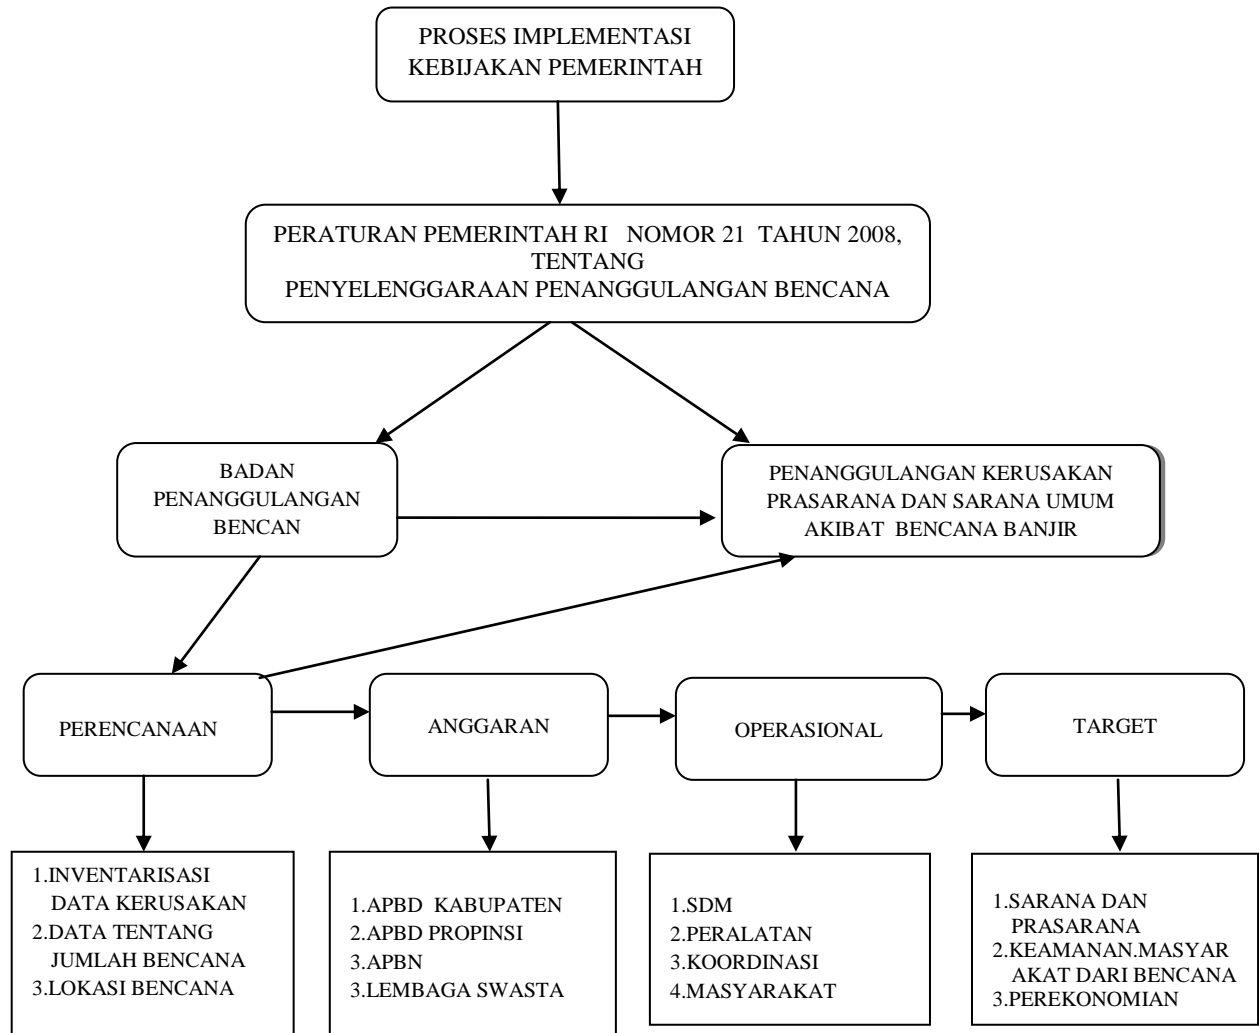 PROSES IMPLEMENTASI
KEBIJAKAN PEMERINTAH
PERATURAN PEMERINTAH RI NOMOR 21 TAHUN 2008,
TENTANG
PENYELENGGARAAN PENANGGULANGAN BENCANA
BADAN
PENANGGULANGAN
BENCAN
PENANGGULANGAN KERUSAKAN
PRASARANA DAN SARANA UMUM
AKIBAT BENCANA BANJIR
PERENCANAAN
ANGGARAN
OPERASIONAL
TARGET
1.INVENTARISASI
DATA KERUSAKAN
2.DATA TENTANG
JUMLAH BENCANA
3.LOKASI BENCANA
1.APBD KABUPATEN
2.APBD PROPINSI
3.APBN
3.LEMBAGA SWASTA
1.SDM
2.PERALATAN
3.KOORDINASI
4.MASYARAKAT
1.SARANA DAN
PRASARANA
2.KEAMANAN.MASYAR
AKAT DARI BENCANA
3.PEREKONOMIAN